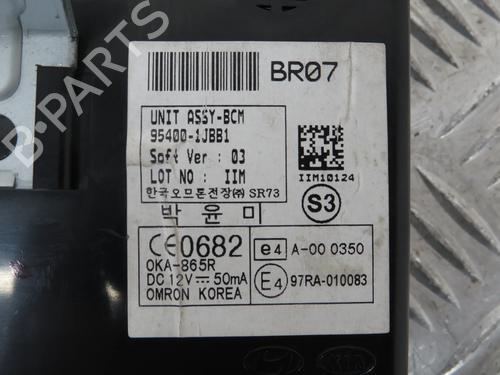 BR07
UNIT ASSY-BCM
95400-1JBB1
Soft Ver : 03
LOT NO : IIM
한국오므론전장㈜ SR73
IIM10124
S3
박윤미
CE0682
OKA-865R
DC 12V⎓50mA
OMRON KOREA
e4 A-00 0350
E4 97RA-010083
KIA
B-PARTS